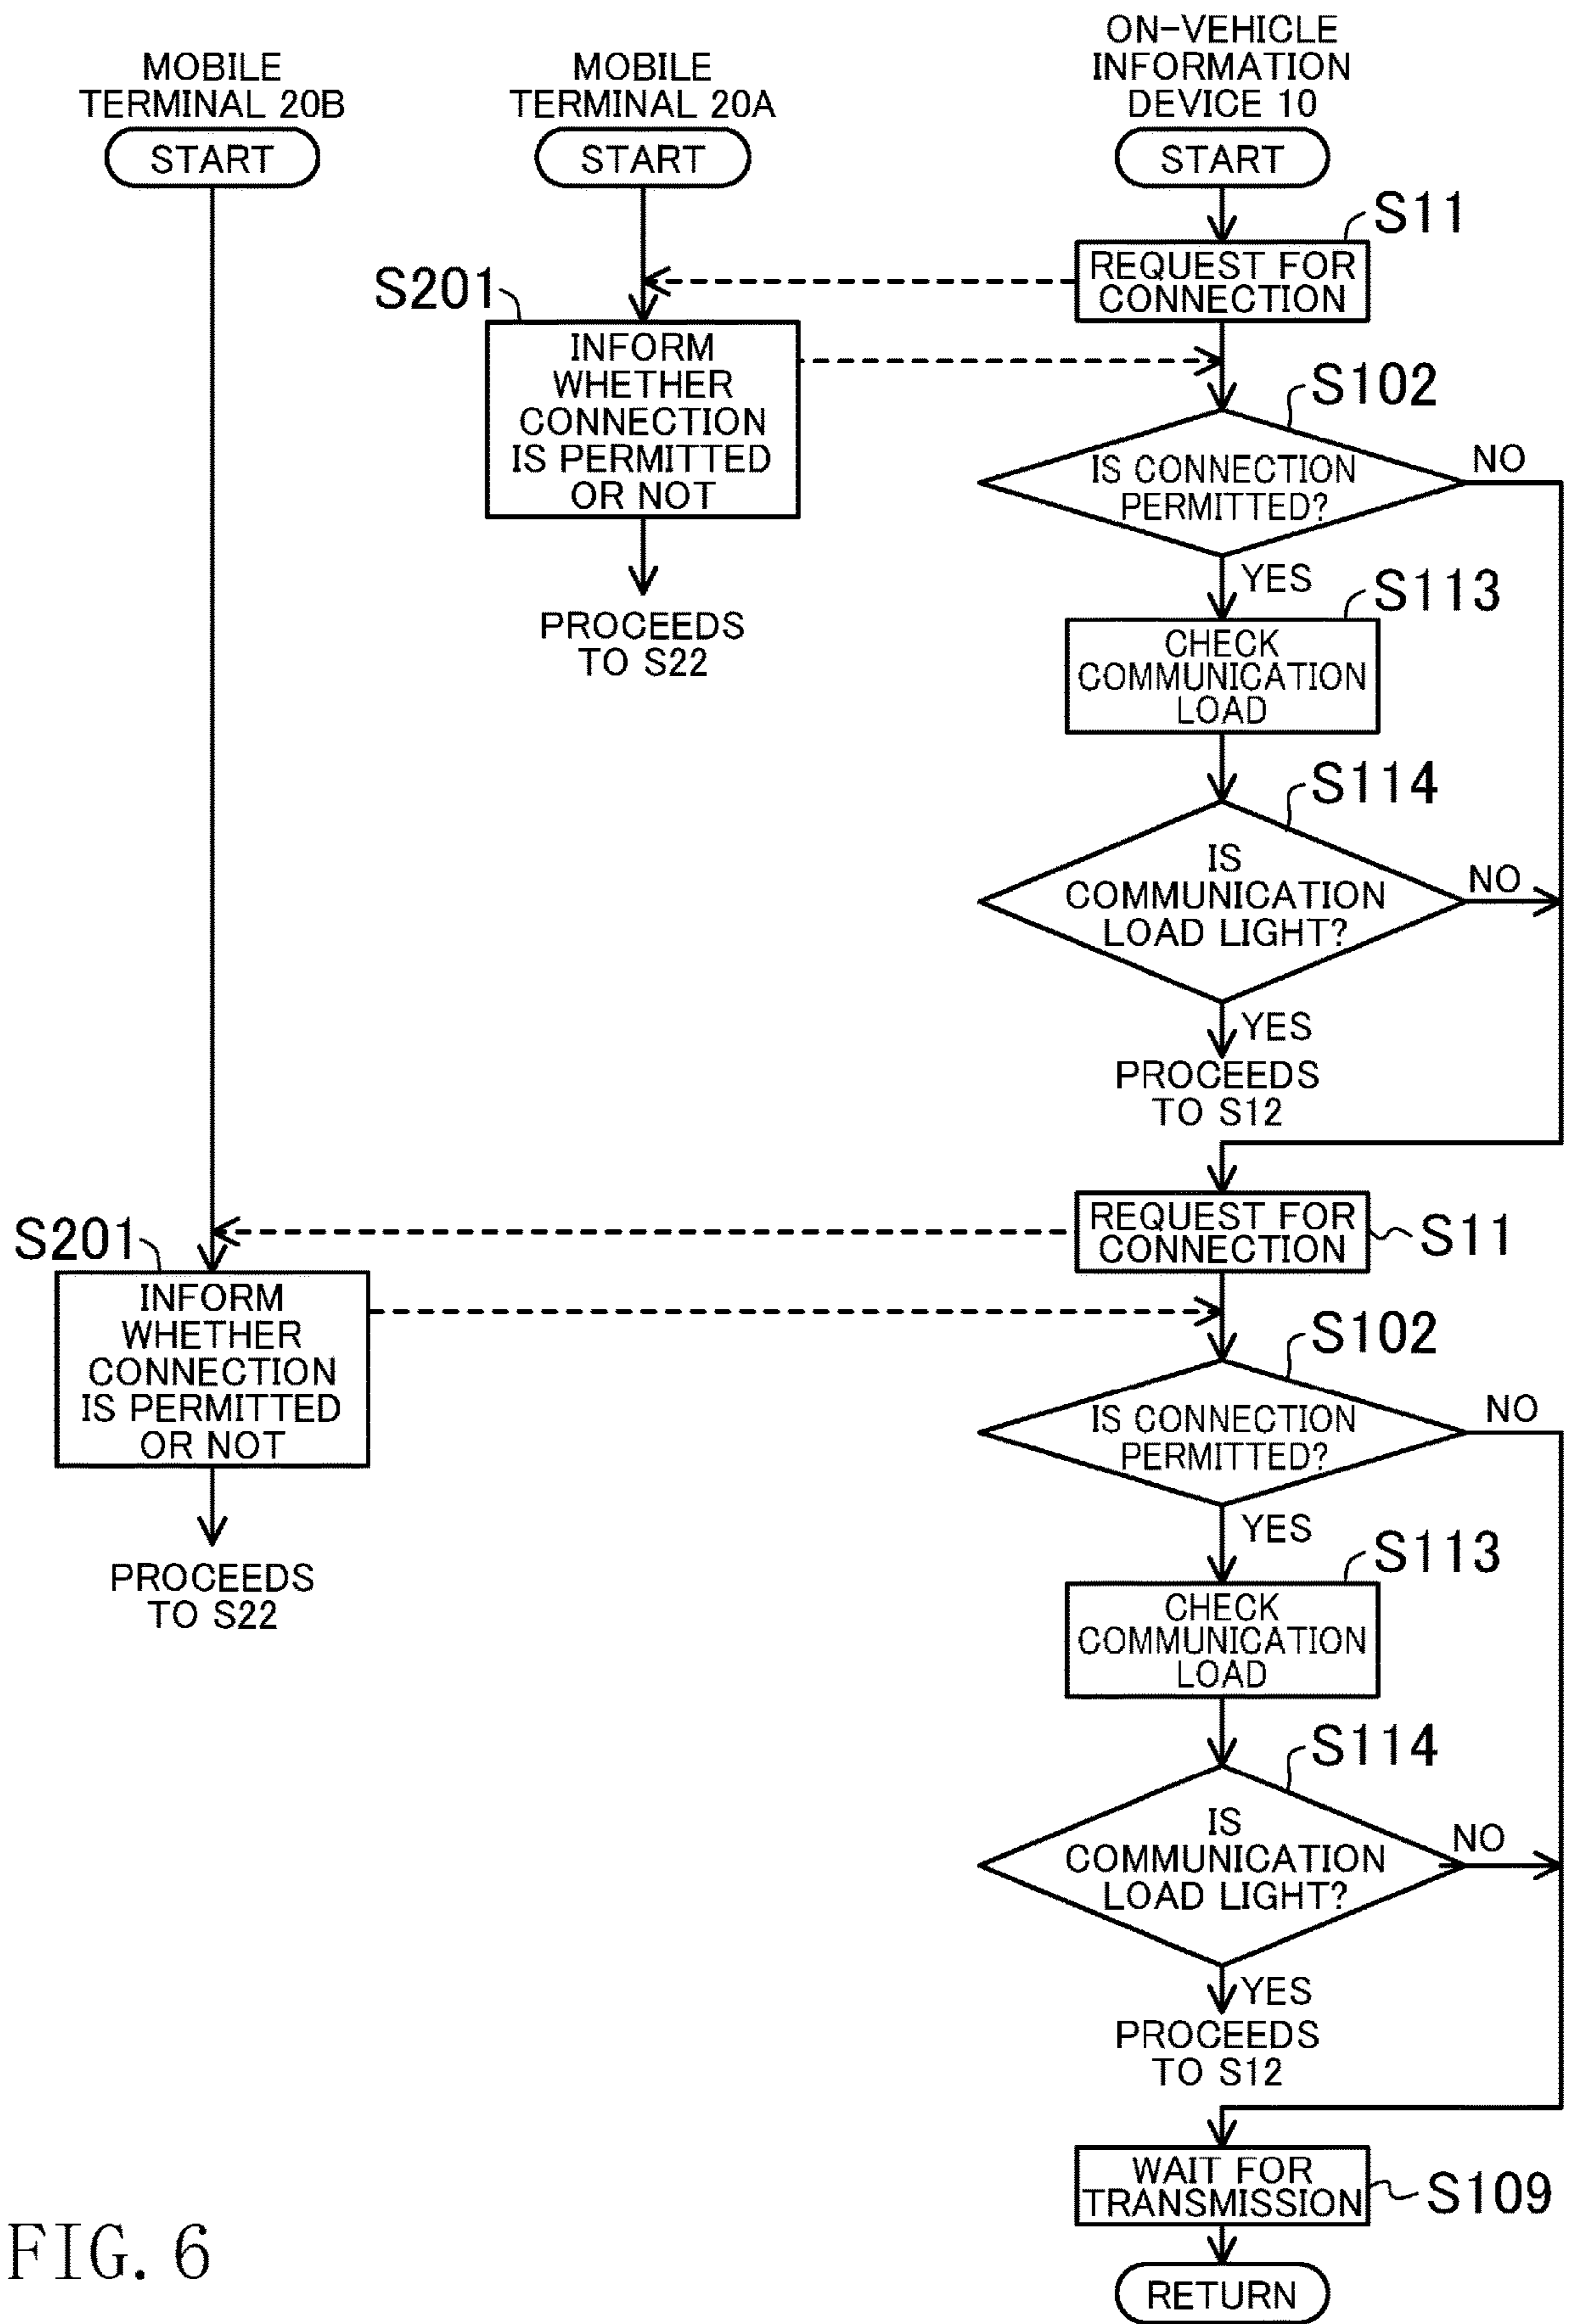 MOBILE
TERMINAL 20B
START
MOBILE
TERMINAL 20A
START
ON-VEHICLE
INFORMATION
DEVICE 10
START
S11
REQUEST FOR
CONNECTION
S201
INFORM
WHETHER
CONNECTION
IS PERMITTED
OR NOT
PROCEEDS
TO S22
S102
IS CONNECTION
PERMITTED?
NO
YES
S113
CHECK
COMMUNICATION
LOAD
S114
IS
COMMUNICATION
LOAD LIGHT?
NO
YES
PROCEEDS
TO S12
REQUEST FOR
CONNECTION
S11
S201
INFORM
WHETHER
CONNECTION
IS PERMITTED
OR NOT
PROCEEDS
TO S22
S102
IS CONNECTION
PERMITTED?
NO
YES
S113
CHECK
COMMUNICATION
LOAD
S114
IS
COMMUNICATION
LOAD LIGHT?
NO
YES
PROCEEDS
TO S12
WAIT FOR
TRANSMISSION
S109
RETURN
FIG. 6